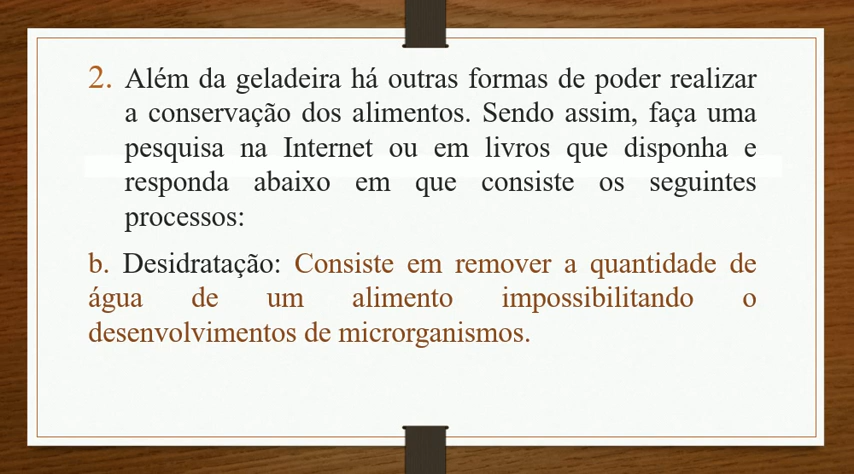 2. Além da geladeira há outras formas de poder realizar
a conservação dos alimentos. Sendo assim, faça uma
pesquisa na Internet ou em livros que disponha e
responda abaixo em que consiste os seguintes
processos:
b. Desidratação: Consiste em remover a quantidade de
água de um alimento impossibilitando o
desenvolvimentos de microrganismos.